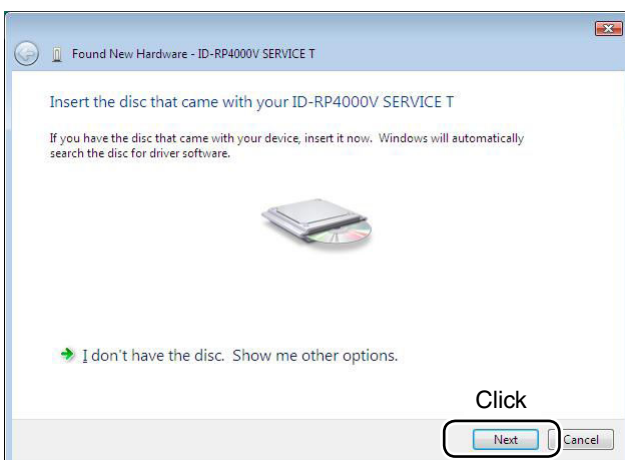 Found New Hardware - ID-RP4000V SERVICE T
Insert the disc that came with your ID-RP4000V SERVICE T
If you have the disc that came with your device, insert it now. Windows will automatically
search the disc for driver software.
I don't have the disc. Show me other options.
Click
Next
Cancel